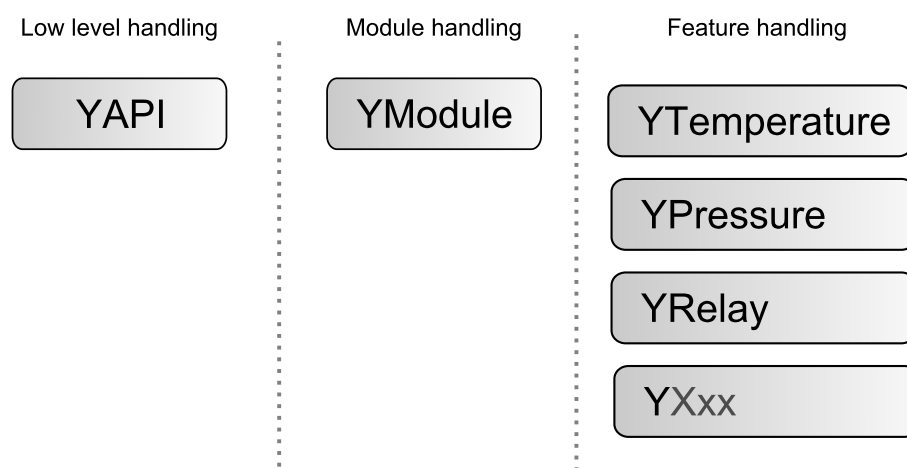 Low level handling
Module handling
Feature handling
YAPI
YModule
YTemperature
YPressure
YRelay
YXxx